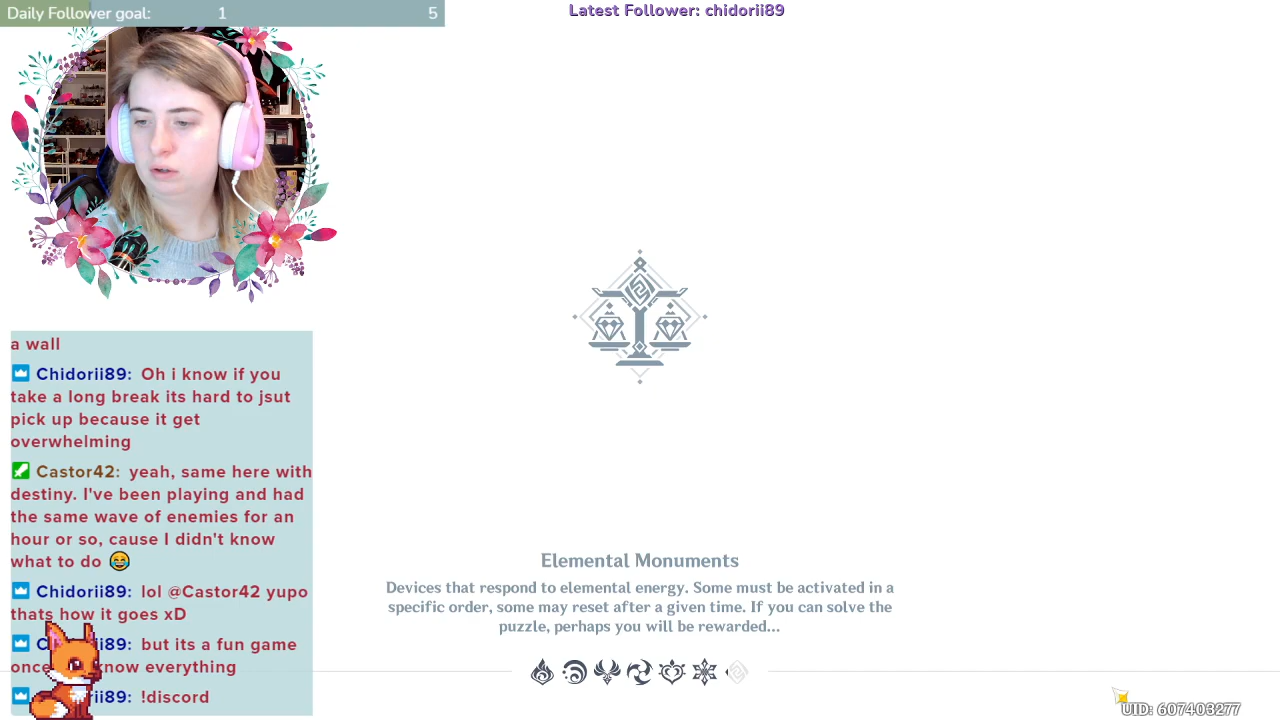 Daily Follower goal: 1 5
Latest Follower: chidorii89
a wall
Chidorii89: Oh i know if you
take a long break its hard to jsut
pick up because it get
overwhelming
Castor42: yeah, same here with
destiny. I've been playing and had
the same wave of enemies for an
hour or so, cause I didn't know
what to do 😂
Chidorii89: lol @Castor42 yupo
thats how it goes xD
but its a fun game
once know everything
!discord
Elemental Monuments
Devices that respond to elemental energy. Some must be activated in a
specific order, some may reset after a given time. If you can solve the
puzzle, perhaps you will be rewarded...
UID: 607403277